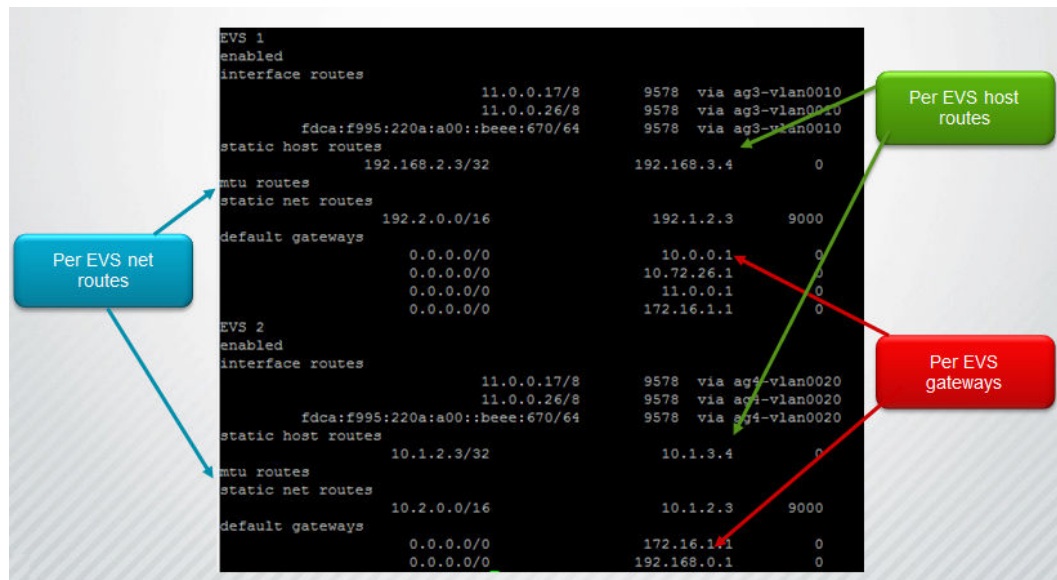 EVS 1
enabled
interface routes
11.0.0.17/8 9578 via ag3-vlan0010
11.0.0.26/8 9578 via ag3-vlan0010
fdca:f995:220a:a00::beee:670/64 9578 via ag3-vlan0010
static host routes
192.168.2.3/32 192.168.3.4 0
mtu routes
static net routes
192.2.0.0/16 192.1.2.3 9000
default gateways
0.0.0.0/0 10.0.0.1 0
0.0.0.0/0 10.72.26.1 0
0.0.0.0/0 11.0.0.1 0
0.0.0.0/0 172.16.1.1 0
EVS 2
enabled
interface routes
11.0.0.17/8 9578 via ag4-vlan0020
11.0.0.26/8 9578 via ag4-vlan0020
fdca:f995:220a:a00::beee:670/64 9578 via ag4-vlan0020
static host routes
10.1.2.3/32 10.1.3.4 0
mtu routes
static net routes
10.2.0.0/16 10.1.2.3 9000
default gateways
0.0.0.0/0 172.16.1.1 0
0.0.0.0/0 192.168.0.1 0
Per EVS net
routes
Per EVS host
routes
Per EVS
gateways